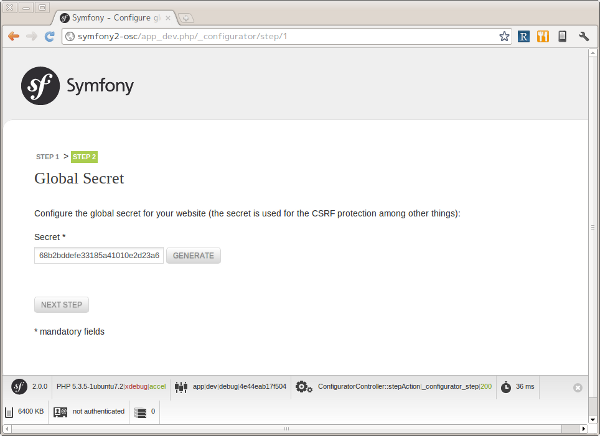 Symfony - Configure gl
symfony2-osc/app_dev.php/_configurator/step/1
sf Symfony
STEP 1 > STEP 2
Global Secret
Configure the global secret for your website (the secret is used for the CSRF protection among other things):
Secret *
68b2bddefe33185a41010e2d23a6 GENERATE
NEXT STEP
* mandatory fields
2.0.0 PHP 5.3.5-1ubuntu7.2|xdebug|accel app|dev|debug|4e44eab17f504 ConfiguratorController::stepAction|_configurator_step|200 36 ms
6400 KB not authenticated 0